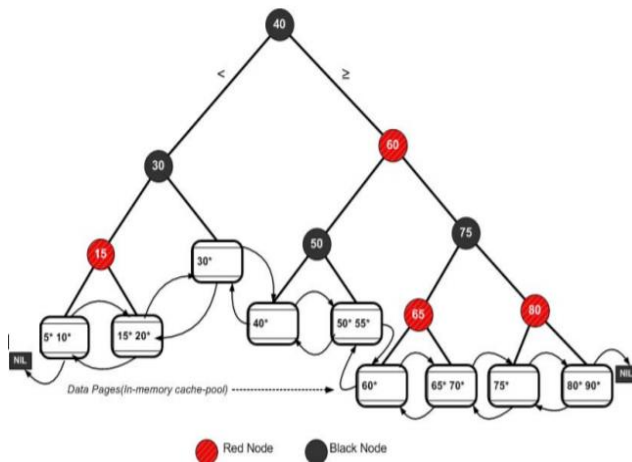 40
< ≥
60
30
75
50
15
30*
65 80
40* 50* 55*
5* 10* 15* 20*
NIL
60* 65* 70* 75* 80* 90* NIL
Data Pages(In-memory cache-pool)
Red Node Black Node